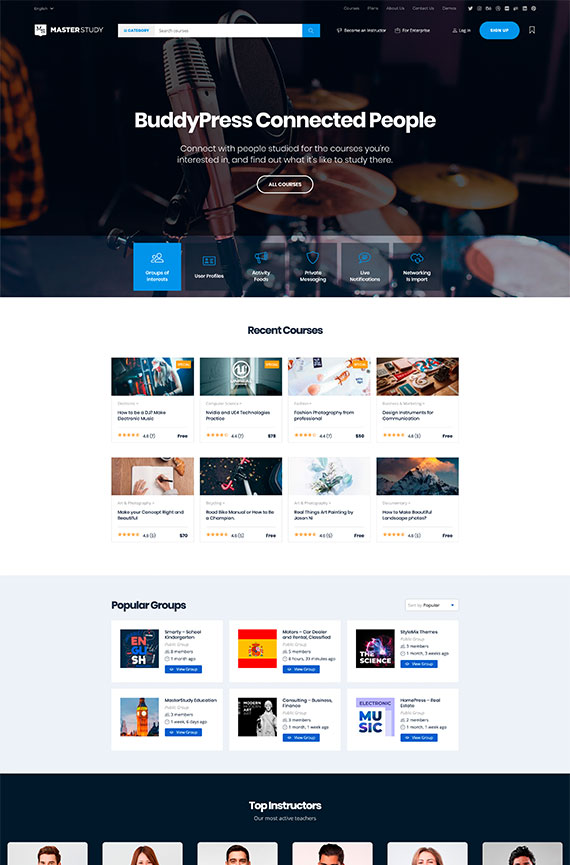 English
Courses Plans About Us Contact Us Demos
MS MASTERSTUDY
CATEGORY Search courses
Become an Instructor For Enterprise
Log in SIGN UP
BuddyPress Connected People
Connect with people studied for the courses you're
interested in, and find out what it's like to study there.
ALL COURSES
Groups of
Interests
User Profiles
Activity
Feeds
Private
Messaging
Live
Notifications
Networking
Is Import
Recent Courses
SPECIAL
How to Be a DJ? Make
Electronic Music
4.4 (7) Free
UNREAL
Computer Science >
Nvidia and UE4 Technologies
Practice
4.4 (7) $78
Fashion Photography from
professional
4.4 (7) $50
Business & Marketing >
Design Instruments for
Communication
4.4 (5) Free
Art & Photography >
Make your Concept Right and
Beautiful
4.6 (5) $70
Road Bike Manual or How to Be
a Champion.
4.6 (5) Free
Art & Photography >
Real Things Art Painting by
Jason Ni
4.6 (5) Free
Documentary >
How to Make Beautiful
Landscape photos?
4.6 (5) Free
Popular Groups
Sort by Popular
ENGLISH
Smarty – School
Kindergarten
Public Group
8 members
1 month ago
View Group
Motors – Car Dealer
and Rental, Classified
Public Group
5 members
6 hours, 39 minutes ago
View Group
THE
SCIENCE
StyleMix Themes
Public Group
3 members
1 month, 3 weeks ago
View Group
MasterStudy Education
Public Group
3 members
1 week, 6 days ago
View Group
MODERN
ART
Consulting – Business,
Finance
Public Group
3 members
1 month, 1 week ago
View Group
ELECTRONIC
MUSIC
HomePress – Real
Estate
Public Group
2 members
1 month, 1 week ago
View Group
Top Instructors
Our most active teachers